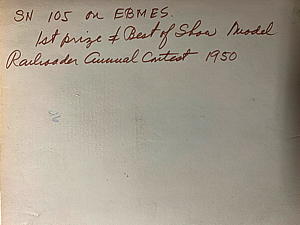 SN 105 on EBMES.
1st prize & Best of Show Model
Railroader Annual Contest 1950